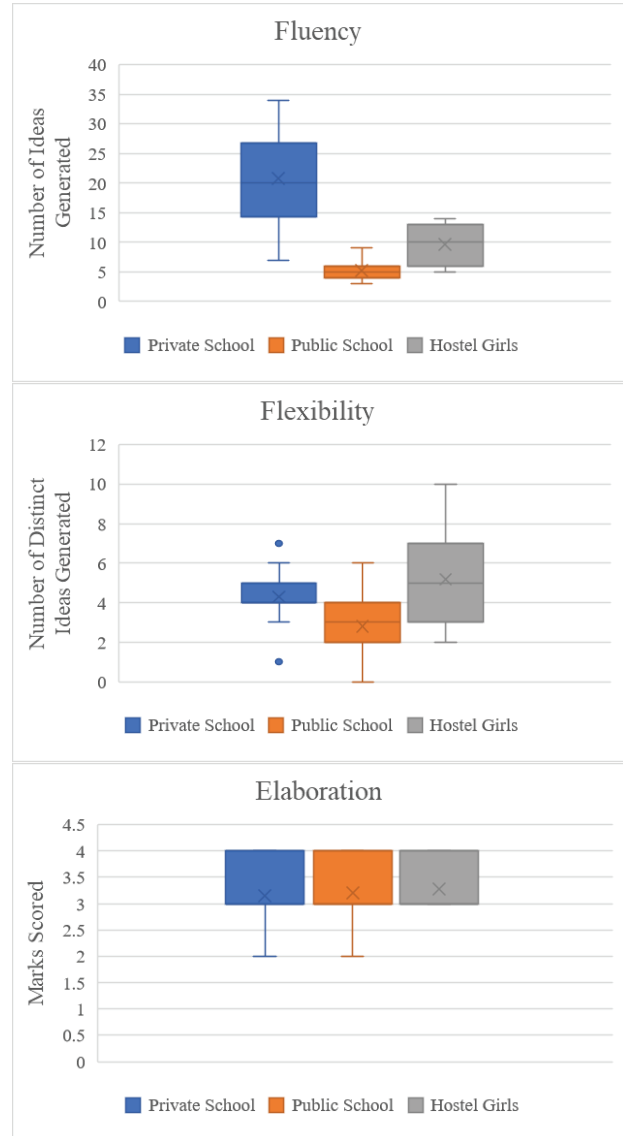 Fluency
Number of Ideas
Generated
40
35
30
25
20
15
10
5
0
Private School Public School Hostel Girls
Flexibility
Number of Distinct
Ideas Generated
12
10
8
6
4
2
0
Private School Public School Hostel Girls
Elaboration
Marks Scored
4.5
4
3.5
3
2.5
2
1.5
1
0.5
0
Private School Public School Hostel Girls